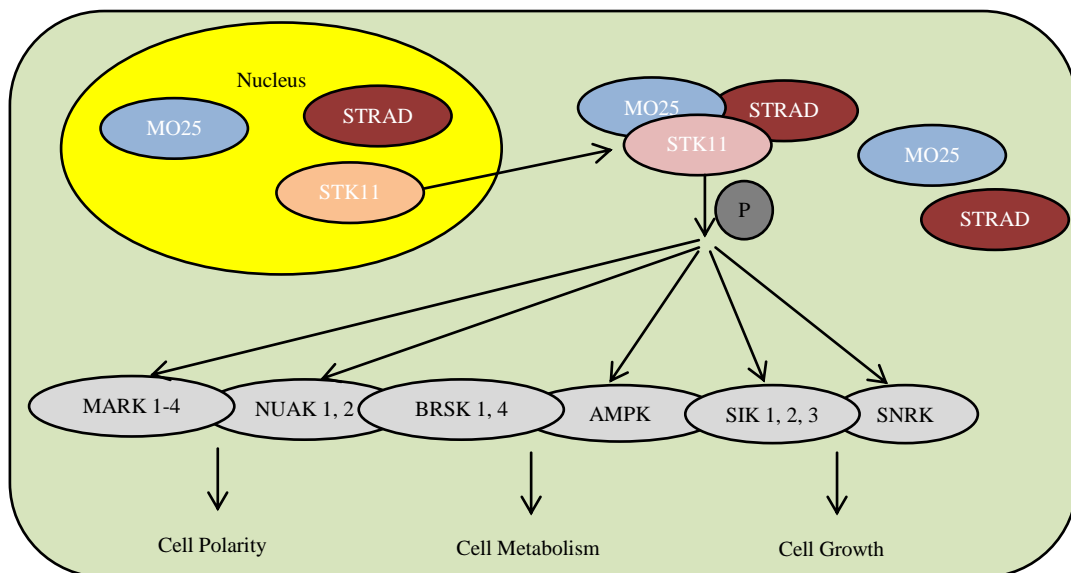 Nucleus
MO25
STRAD
STK11
MO25
STRAD
STK11
MO25
STRAD
P
MARK 1-4
NUAK 1, 2
BRSK 1, 4
AMPK
SIK 1, 2, 3
SNRK
Cell Polarity
Cell Metabolism
Cell Growth